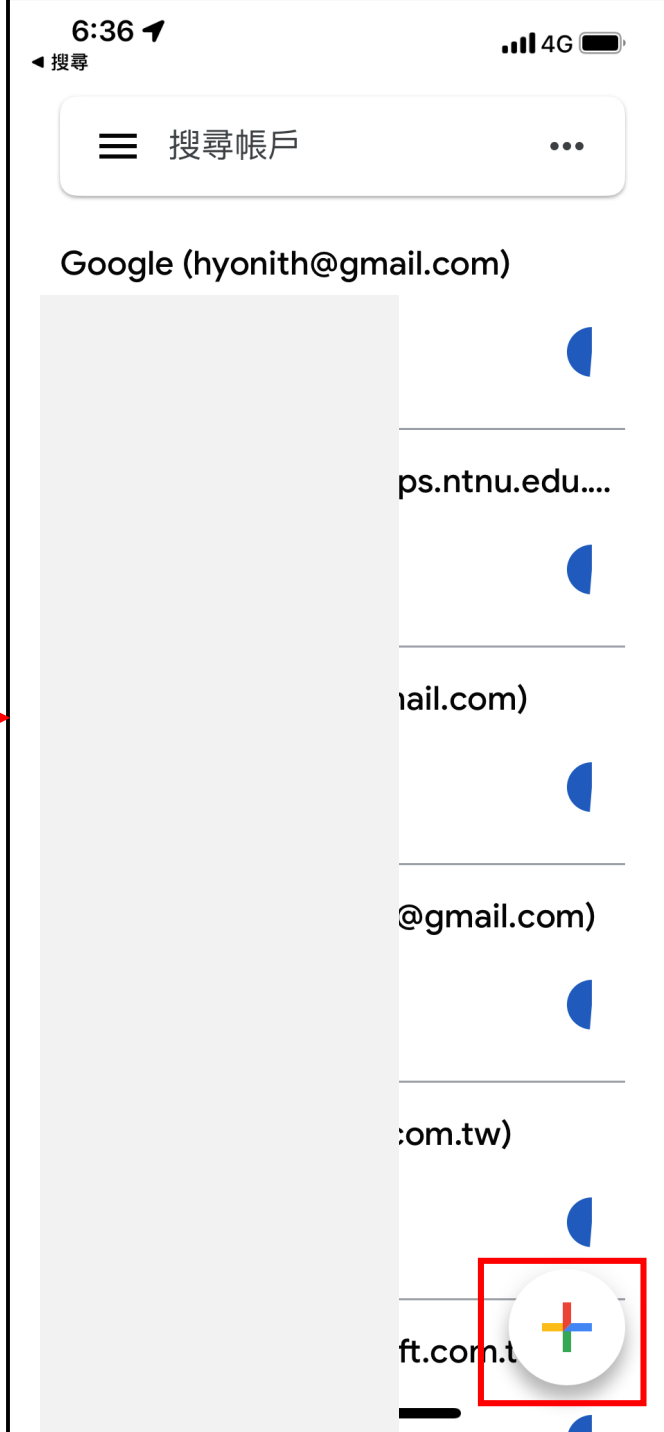 6:36
4G
◀ 搜尋
搜尋帳戶
Google (hyonith@gmail.com)
ps.ntnu.edu....
ail.com)
@gmail.com)
com.tw)
ft.com.t